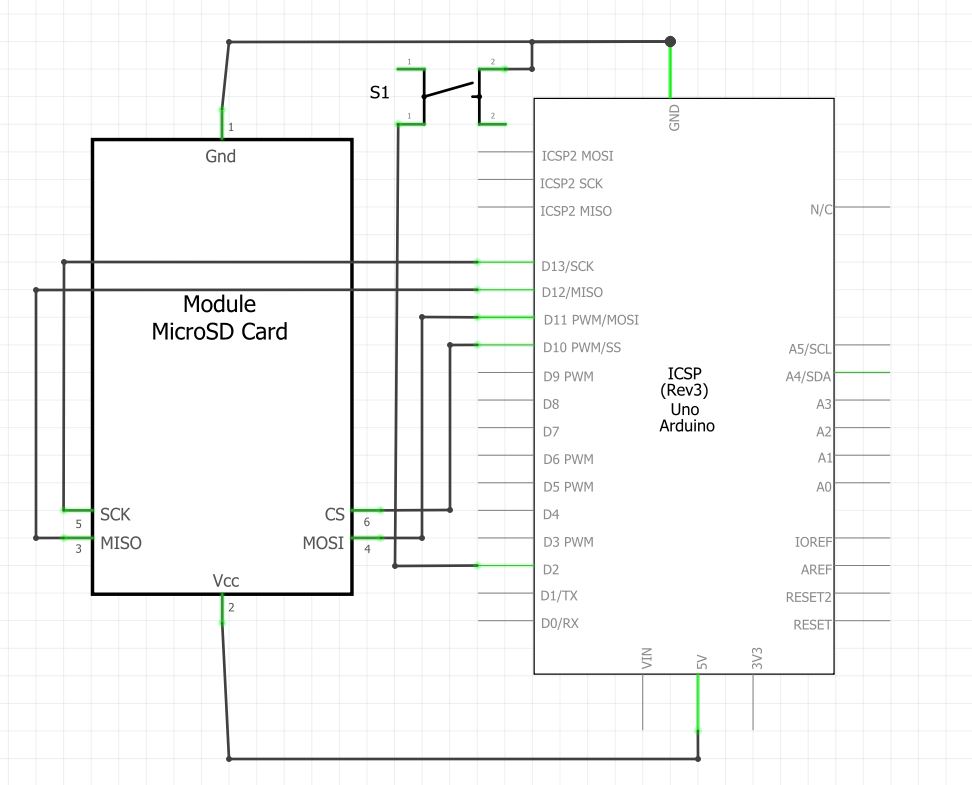 1
2
S1
1
2
1
Gnd
GND
ICSP2 MOSI
ICSP2 SCK
ICSP2 MISO
N/C
D13/SCK
D12/MISO
D11 PWM/MOSI
D10 PWM/SS
D9 PWM
D8
D7
D6 PWM
D5 PWM
D4
D3 PWM
D2
D1/TX
D0/RX
Module
MicroSD Card
ICSP
(Rev3)
Uno
Arduino
A5/SCL
A4/SDA
A3
A2
A1
A0
IOREF
AREF
RESET2
RESET
SCK
5
MISO
3
CS
6
MOSI
4
Vcc
2
VIN
5V
3V3